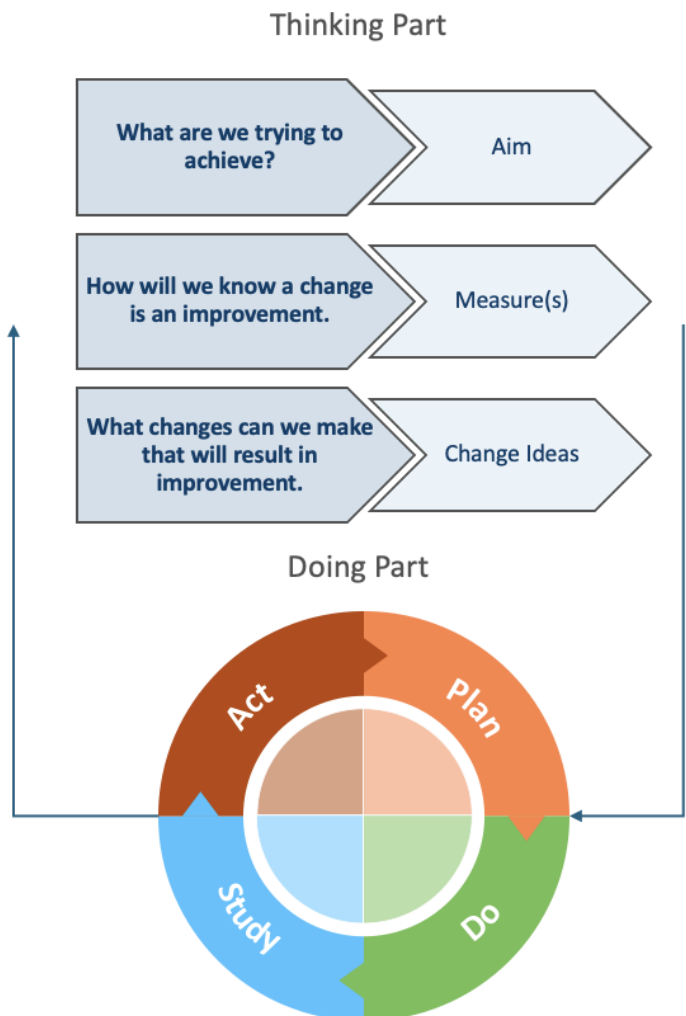 Thinking Part
What are we trying to
achieve?
Aim
How will we know a change
is an improvement.
Measure(s)
What changes can we make
that will result in
improvement.
Change Ideas
Doing Part
Act
Plan
Study
Do